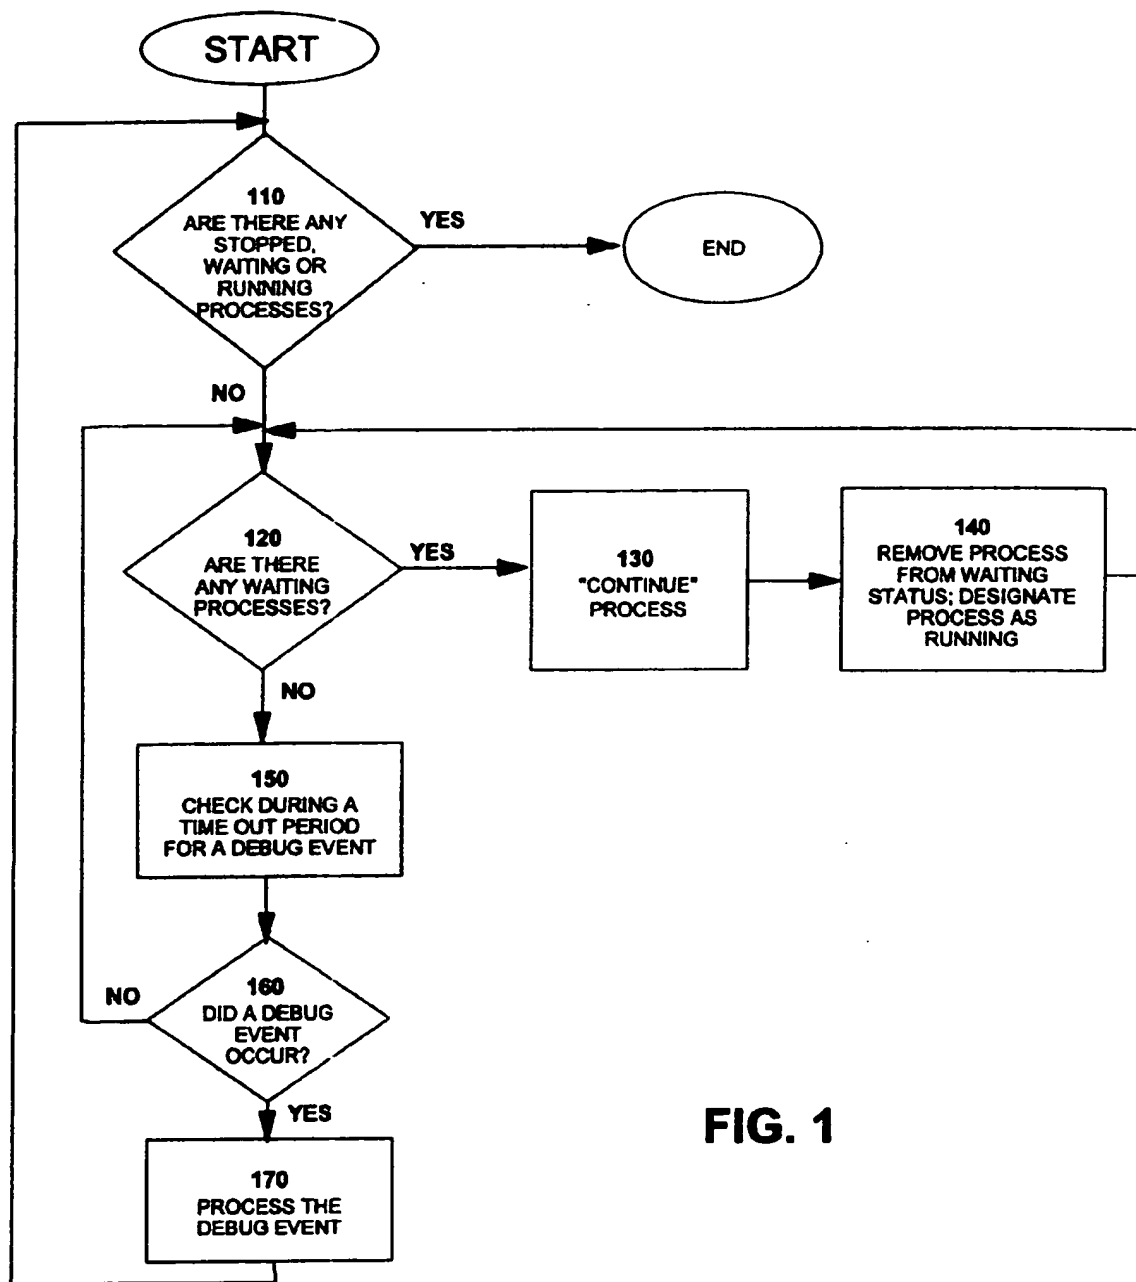 START
110
ARE THERE ANY
STOPPED,
WAITING OR
RUNNING
PROCESSES?
YES
END
NO
120
ARE THERE
ANY WAITING
PROCESSES?
YES
130
"CONTINUE"
PROCESS
140
REMOVE PROCESS
FROM WAITING
STATUS; DESIGNATE
PROCESS AS
RUNNING
NO
150
CHECK DURING A
TIME OUT PERIOD
FOR A DEBUG EVENT
NO
160
DID A DEBUG
EVENT
OCCUR?
YES
170
PROCESS THE
DEBUG EVENT
FIG. 1